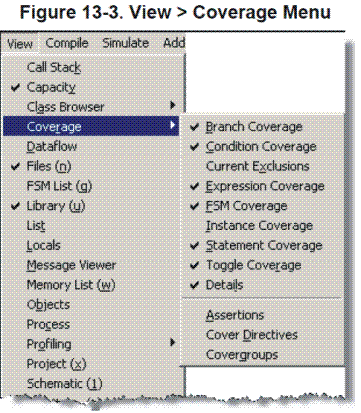 Figure 13-3. View > Coverage Menu
View Compile Simulate Add
Call Stack
Capacity
Class Browser
Coverage
Dataflow
Files (n)
FSM List (g)
Library (u)
List
Locals
Message Viewer
Memory List (w)
Objects
Process
Profiling
Project (x)
Schematic (1)
Branch Coverage
Condition Coverage
Current Exclusions
Expression Coverage
FSM Coverage
Instance Coverage
Statement Coverage
Toggle Coverage
Details
Assertions
Cover Directives
Covergroups